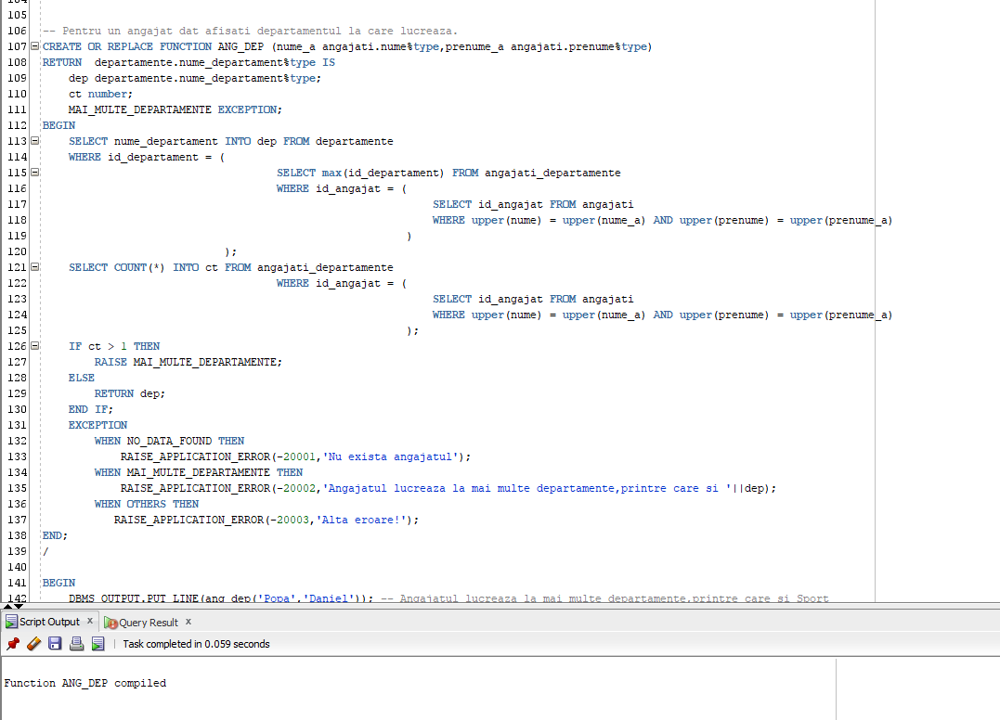 104
105
106 -- Pentru un angajat dat afisati departamentul la care lucreaza.
107 CREATE OR REPLACE FUNCTION ANG_DEP (nume_a angajati.nume%type,prenume_a angajati.prenume%type)
108 RETURN  departamente.nume_departament%type IS
109     dep departamente.nume_departament%type;
110     ct number;
111     MAI_MULTE_DEPARTAMENTE EXCEPTION;
112 BEGIN
113     SELECT nume_departament INTO dep FROM departamente
114     WHERE id_departament = (
115                                     SELECT max(id_departament) FROM angajati_departamente
116                                     WHERE id_angajat = (
117                                                             SELECT id_angajat FROM angajati
118                                                             WHERE upper(nume) = upper(nume_a) AND upper(prenume) = upper(prenume_a)
119                                                         )
120                             );
121     SELECT COUNT(*) INTO ct FROM angajati_departamente
122                                     WHERE id_angajat = (
123                                                             SELECT id_angajat FROM angajati
124                                                             WHERE upper(nume) = upper(nume_a) AND upper(prenume) = upper(prenume_a)
125                                                         );
126     IF ct > 1 THEN
127         RAISE MAI_MULTE_DEPARTAMENTE;
128     ELSE
129         RETURN dep;
130     END IF;
131     EXCEPTION
132         WHEN NO_DATA_FOUND THEN
133             RAISE_APPLICATION_ERROR(-20001,'Nu exista angajatul');
134         WHEN MAI_MULTE_DEPARTAMENTE THEN
135             RAISE_APPLICATION_ERROR(-20002,'Angajatul lucreaza la mai multe departamente,printre care si '||dep);
136         WHEN OTHERS THEN
137            RAISE_APPLICATION_ERROR(-20003,'Alta eroare!');
138 END;
139 /
140
141 BEGIN
142     DBMS_OUTPUT.PUT_LINE(ang_dep('Popa','Daniel')); -- Angajatul lucreaza la mai multe departamente,printre care si Sport
Script Output x Query Result x
Task completed in 0.059 seconds
Function ANG_DEP compiled